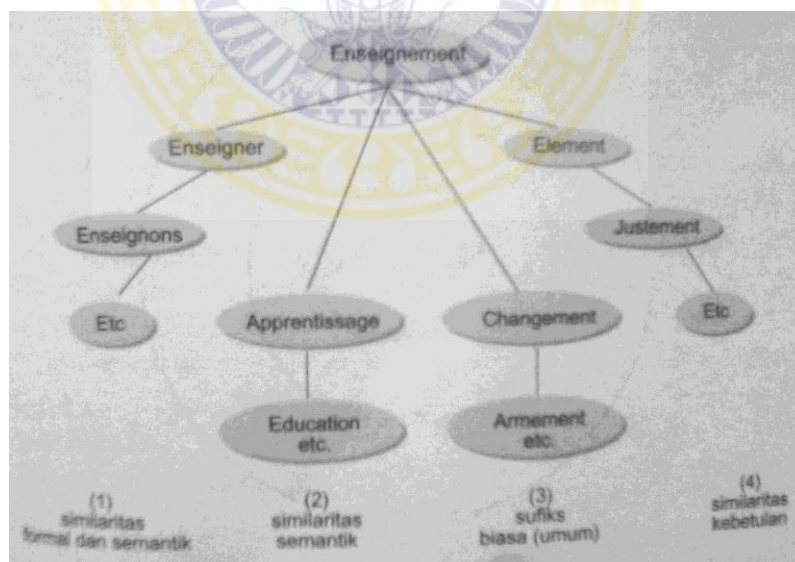 Enseignement
Enseigner
Element
Enseignons
Justement
Etc
Apprentissage
Changement
Etc
Education
etc.
Armement
etc.
(1)
similaritas
formal dan semantik
(2)
similaritas
semantik
(3)
sufiks
biasa (umum)
(4)
similaritas
kebetulan